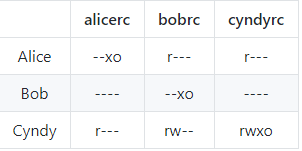 alicerc bobrc cyndyrc
Alice --xo r--- r---
Bob ---- --xo ----
Cyndy r--- rw-- rwxo